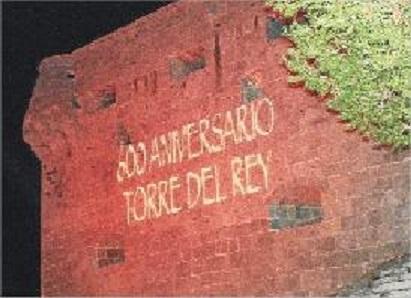 600 ANIVERSARIO
TORRE DEL REY